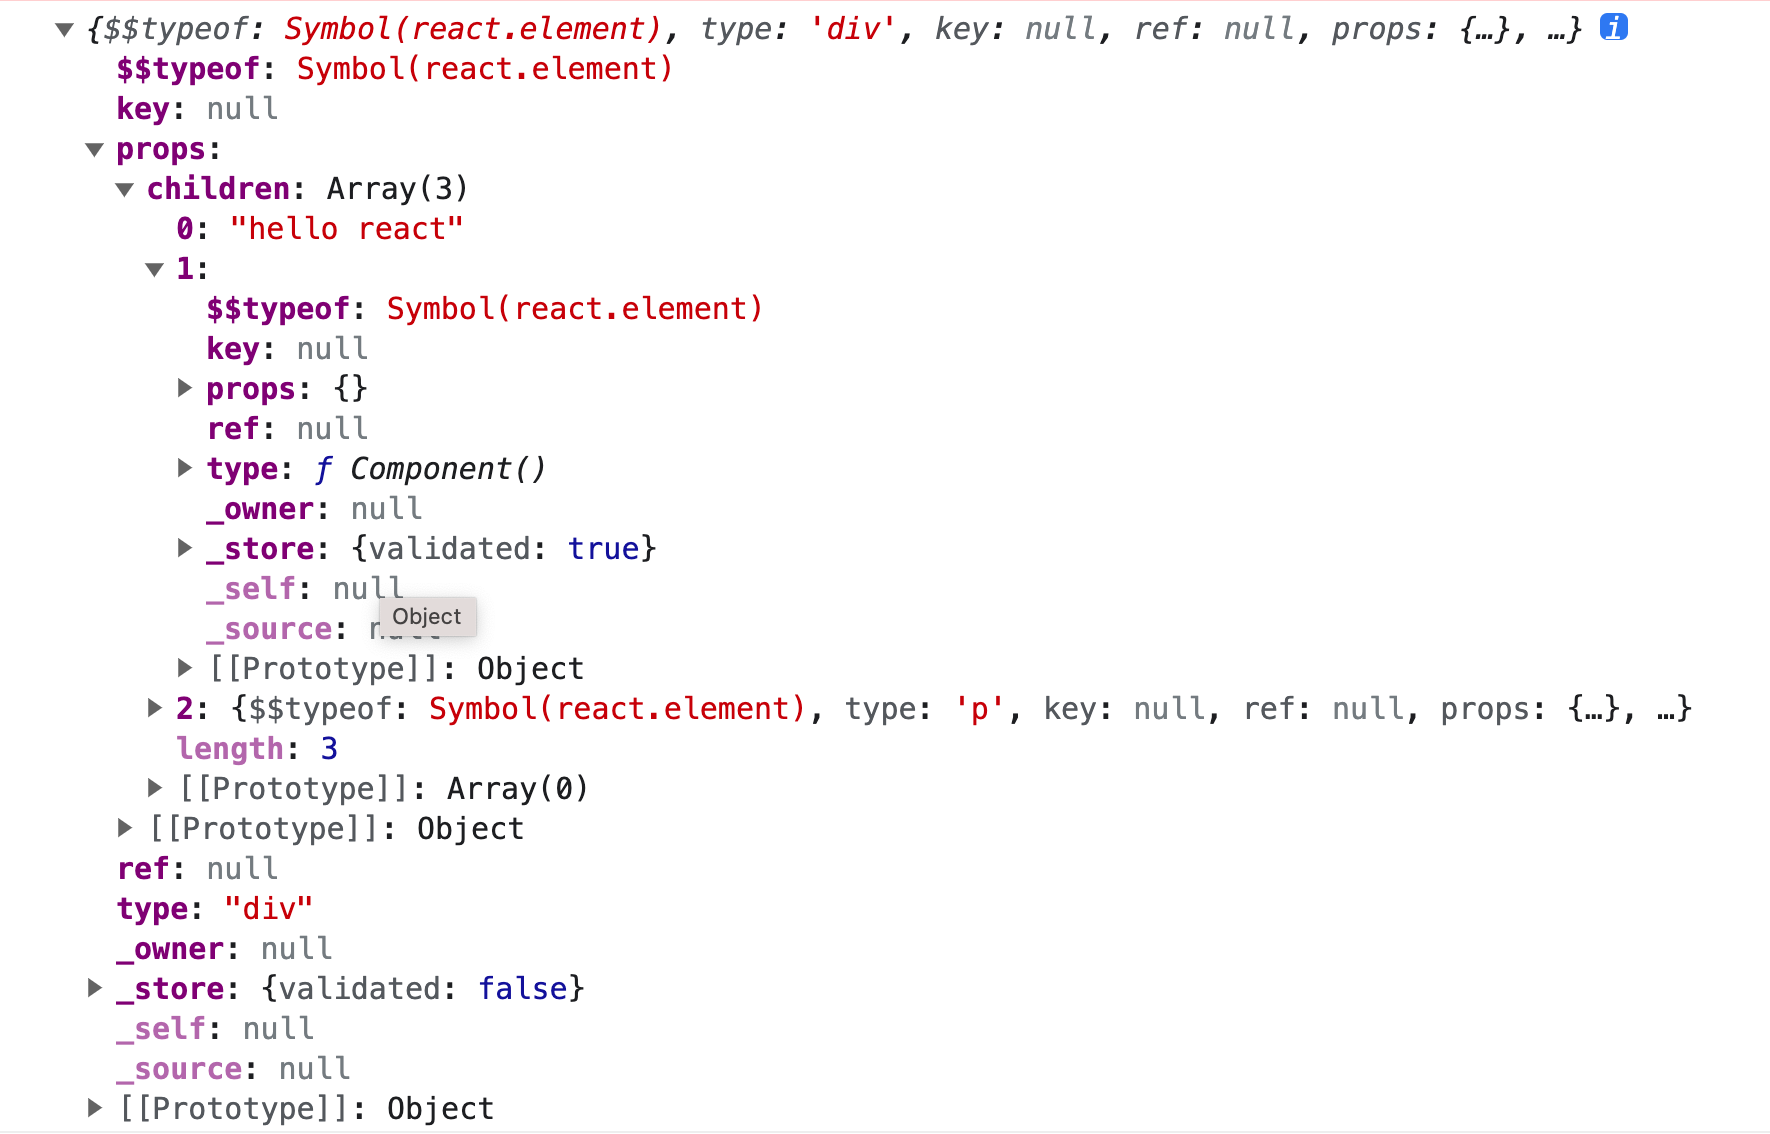 {$$typeof: Symbol(react.element), type: 'div', key: null, ref: null, props: {…}, …} i
$$typeof: Symbol(react.element)
key: null
props:
children: Array(3)
0: "hello react"
1:
$$typeof: Symbol(react.element)
key: null
props: {}
ref: null
type: ƒ Component()
_owner: null
_store: {validated: true}
_self: null
Object
_source: null
[[Prototype]]: Object
2: {$$typeof: Symbol(react.element), type: 'p', key: null, ref: null, props: {…}, …}
length: 3
[[Prototype]]: Array(0)
[[Prototype]]: Object
ref: null
type: "div"
_owner: null
_store: {validated: false}
_self: null
_source: null
[[Prototype]]: Object